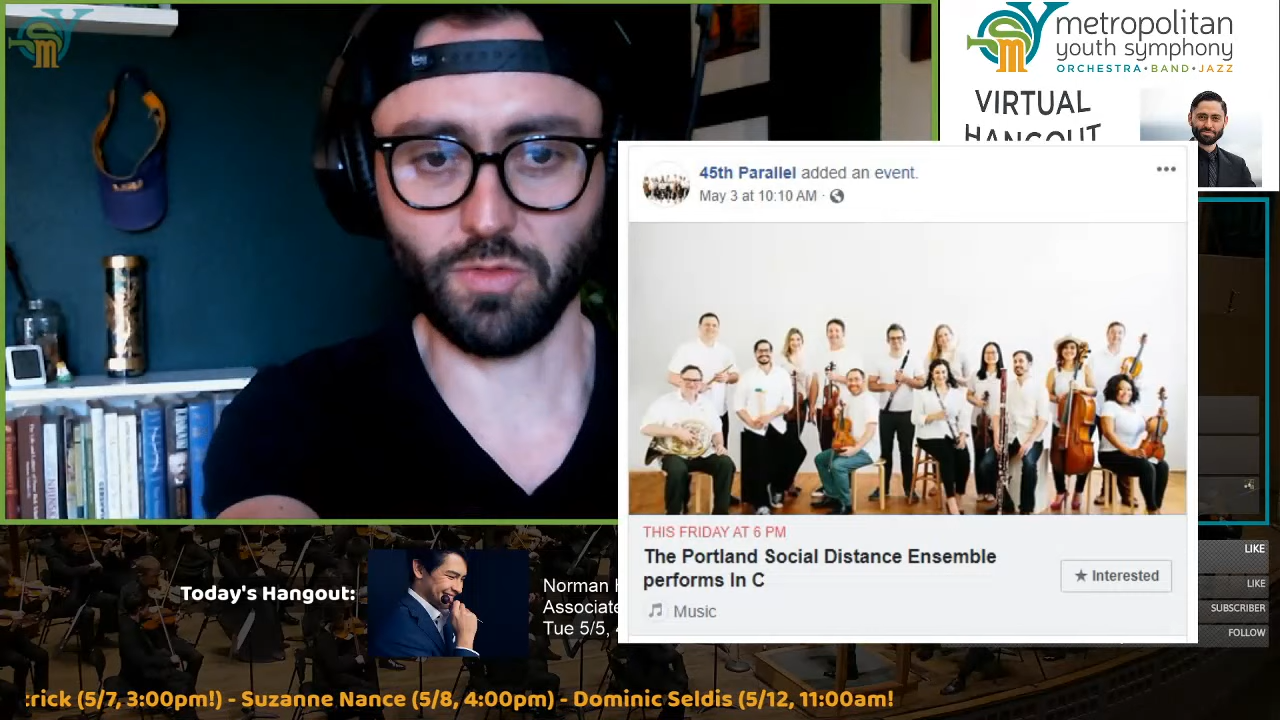 metropolitan
youth symphony
ORCHESTRA • BAND • JAZZ
VIRTUAL
HANGOUT
45th Parallel added an event.
May 3 at 10:10 AM ·
THIS FRIDAY AT 6 PM
The Portland Social Distance Ensemble
performs In C
Interested
Music
Today's Hangout:
Norman
Associate
Tue 5/5,
LIKE
LIKE
SUBSCRIBER
FOLLOW
rick (5/7, 3:00pm!) - Suzanne Nance (5/8, 4:00pm) - Dominic Seldis (5/12, 11:00am!